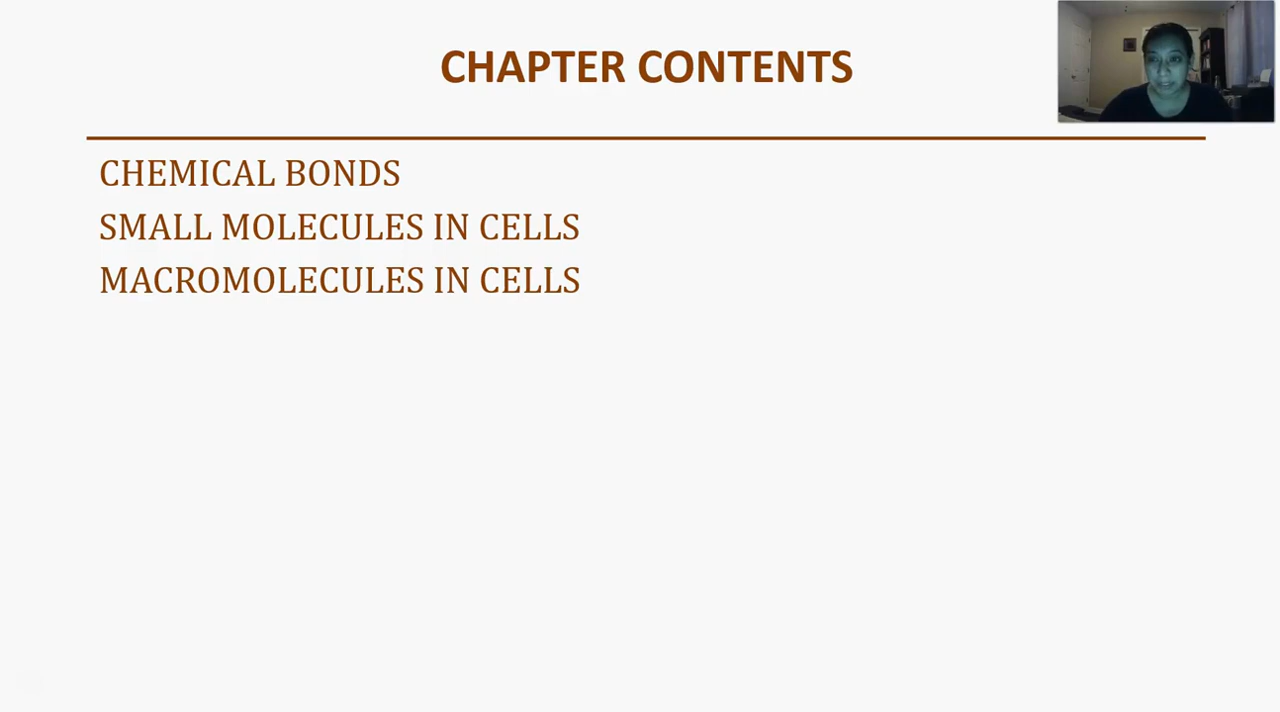 CHAPTER CONTENTS
CHEMICAL BONDS
SMALL MOLECULES IN CELLS
MACROMOLECULES IN CELLS